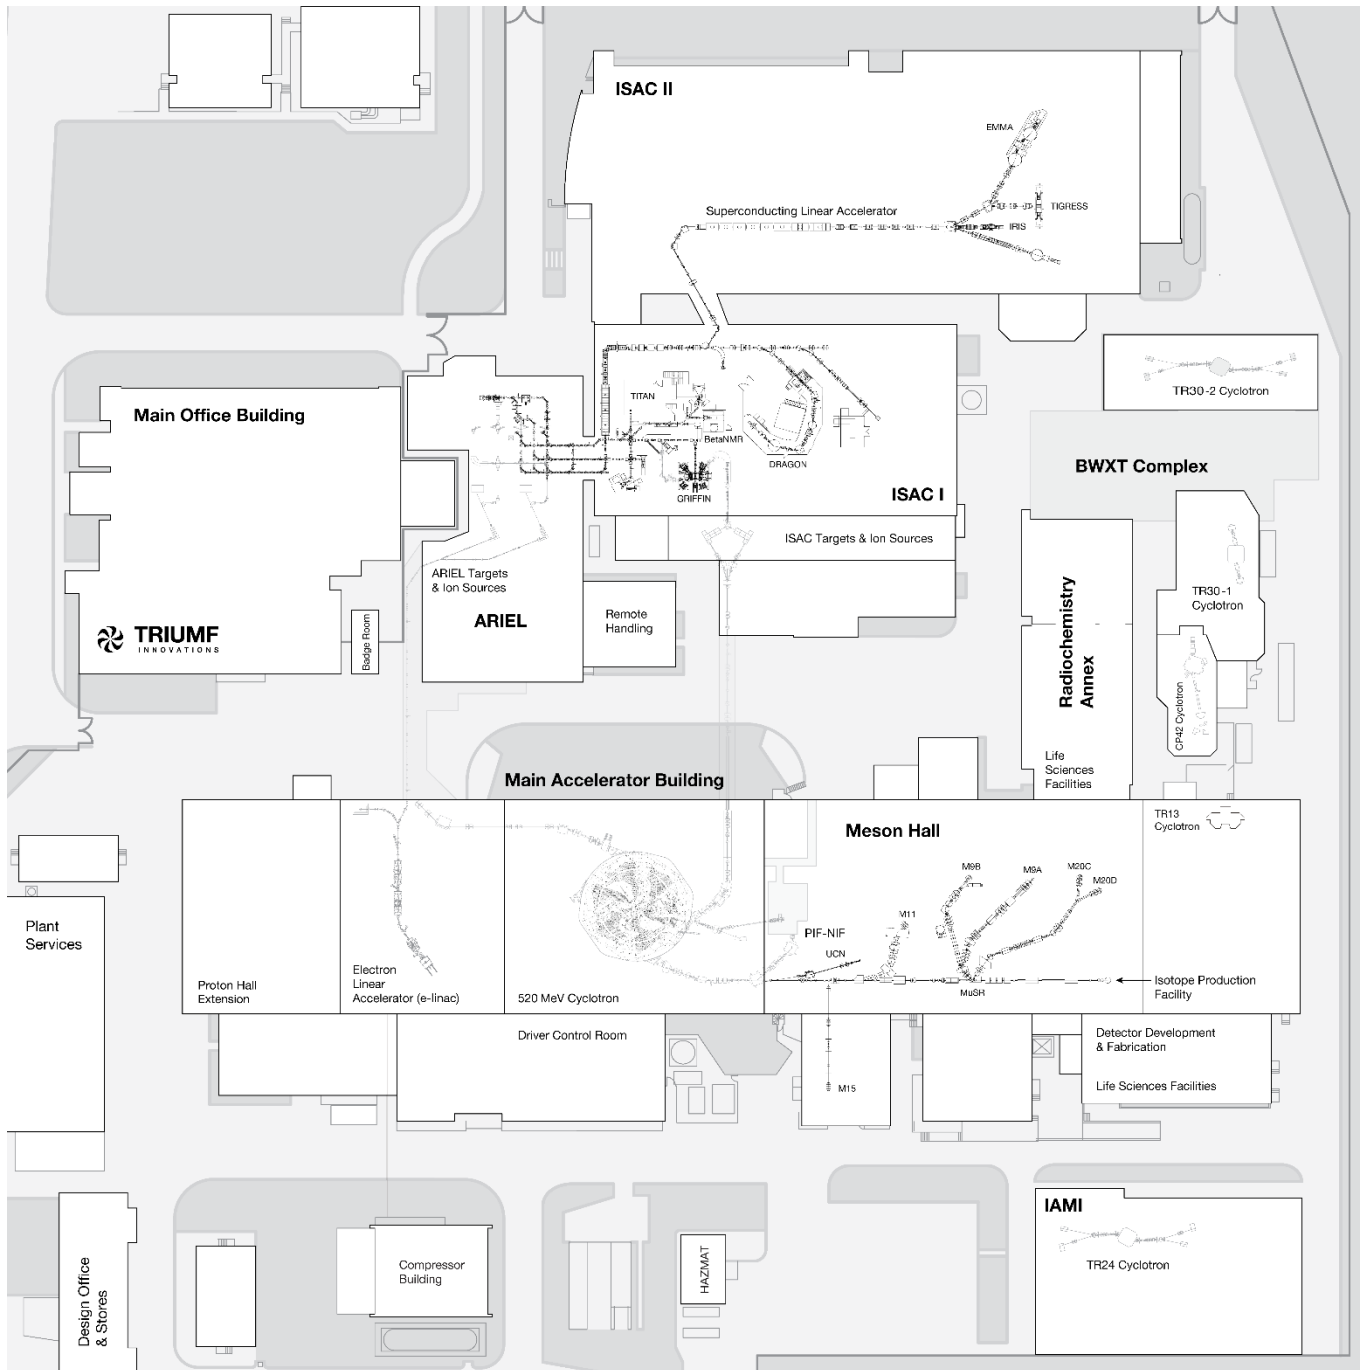 ISAC II
EMMA
Superconducting Linear Accelerator
TIGRESS
IRIS
Main Office Building
TITAN
BetaNMR
DRAGON
GRIFFIN
ISAC I
TR30-2 Cyclotron
BWXT Complex
ISAC Targets & Ion Sources
ARIEL Targets
& Ion Sources
ARIEL
Remote
Handling
TRIUMF
INNOVATIONS
Badge Room
Radiochemistry
Annex
Life
Sciences
Facilities
TR30-1
Cyclotron
CP42 Cyclotron
Main Accelerator Building
Meson Hall
TR13
Cyclotron
M9B
M9A
M20C
M20D
M11
PIF-NIF
UCN
MuSR
Isotope Production
Facility
Plant
Services
Proton Hall
Extension
Electron
Linear
Accelerator (e-linac)
520 MeV Cyclotron
Driver Control Room
M15
Detector Development
& Fabrication
Life Sciences Facilities
Design Office
& Stores
Compressor
Building
HAZMAT
IAMI
TR24 Cyclotron